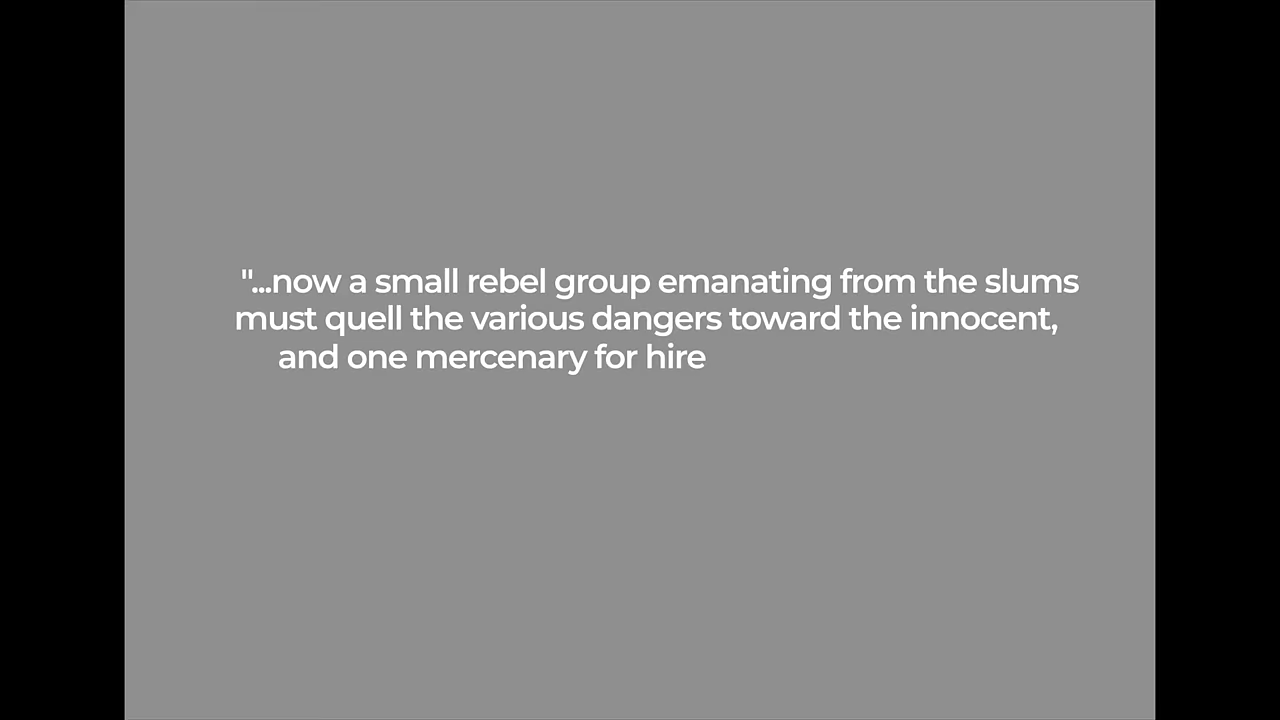 "...now a small rebel group emanating from the slums
must quell the various dangers toward the innocent,
and one mercenary for hire